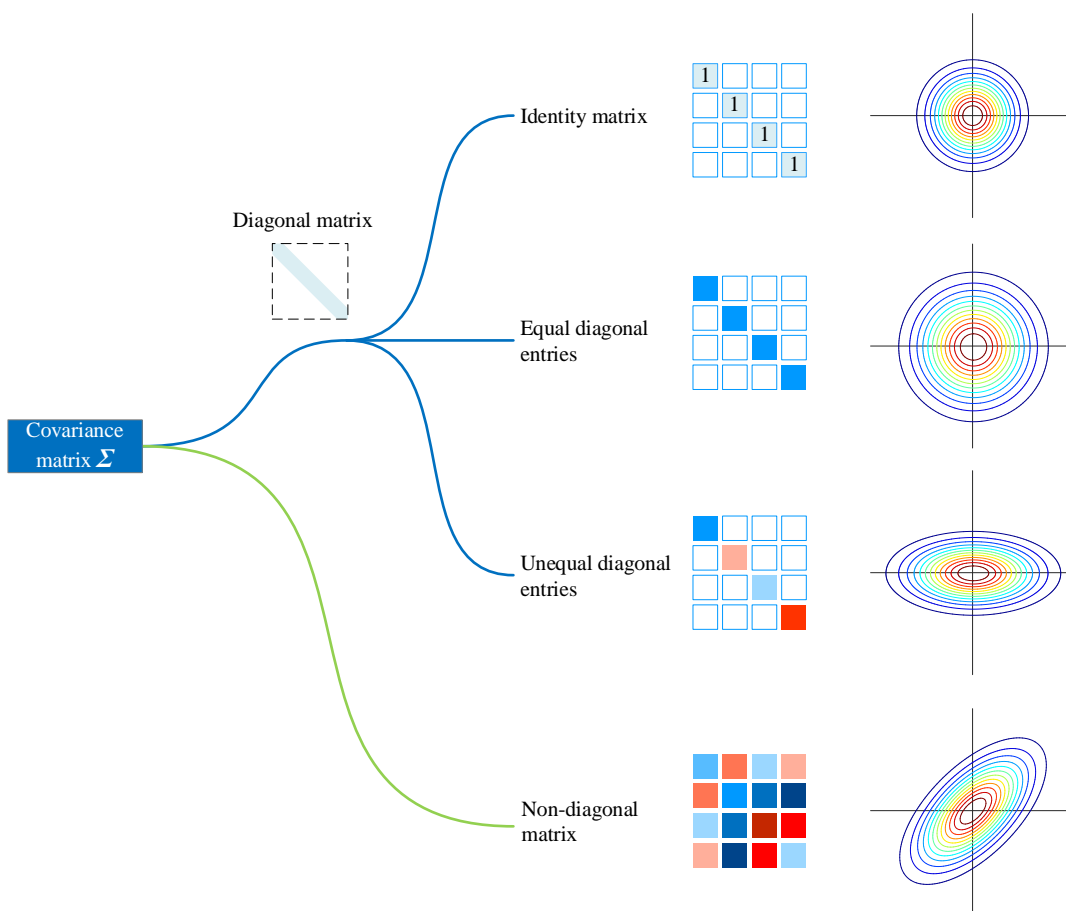 Identity matrix
1
1
1
1
Diagonal matrix
Equal diagonal
entries
Covariance
matrix Σ
Unequal diagonal
entries
Non-diagonal
matrix